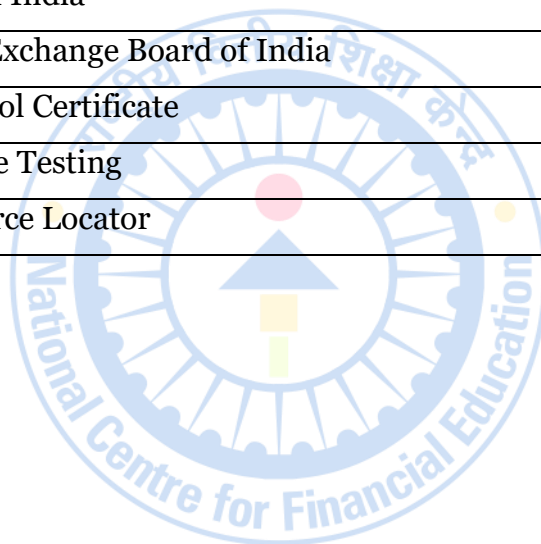 India
Exchange Board of India
ol Certificate
e Testing
rce Locator
राष्ट्रीय वित्तीय शिक्षा केन्द्र
National Centre for Financial Education